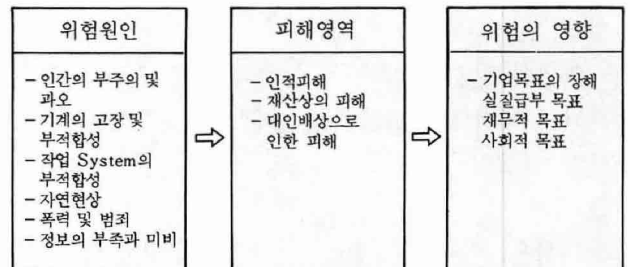 위험원인
- 인간의 부주의 및
과오
- 기계의 고장 및
부적합성
- 작업 System의
부적합성
- 자연현상
- 폭력 및 범죄
- 정보의 부족과 미비
⇨
피해영역
- 인적피해
- 재산상의 피해
- 대인배상으로
인한 피해
⇨
위험의 영향
- 기업목표의 장해
실질급부 목표
재무적 목표
사회적 목표